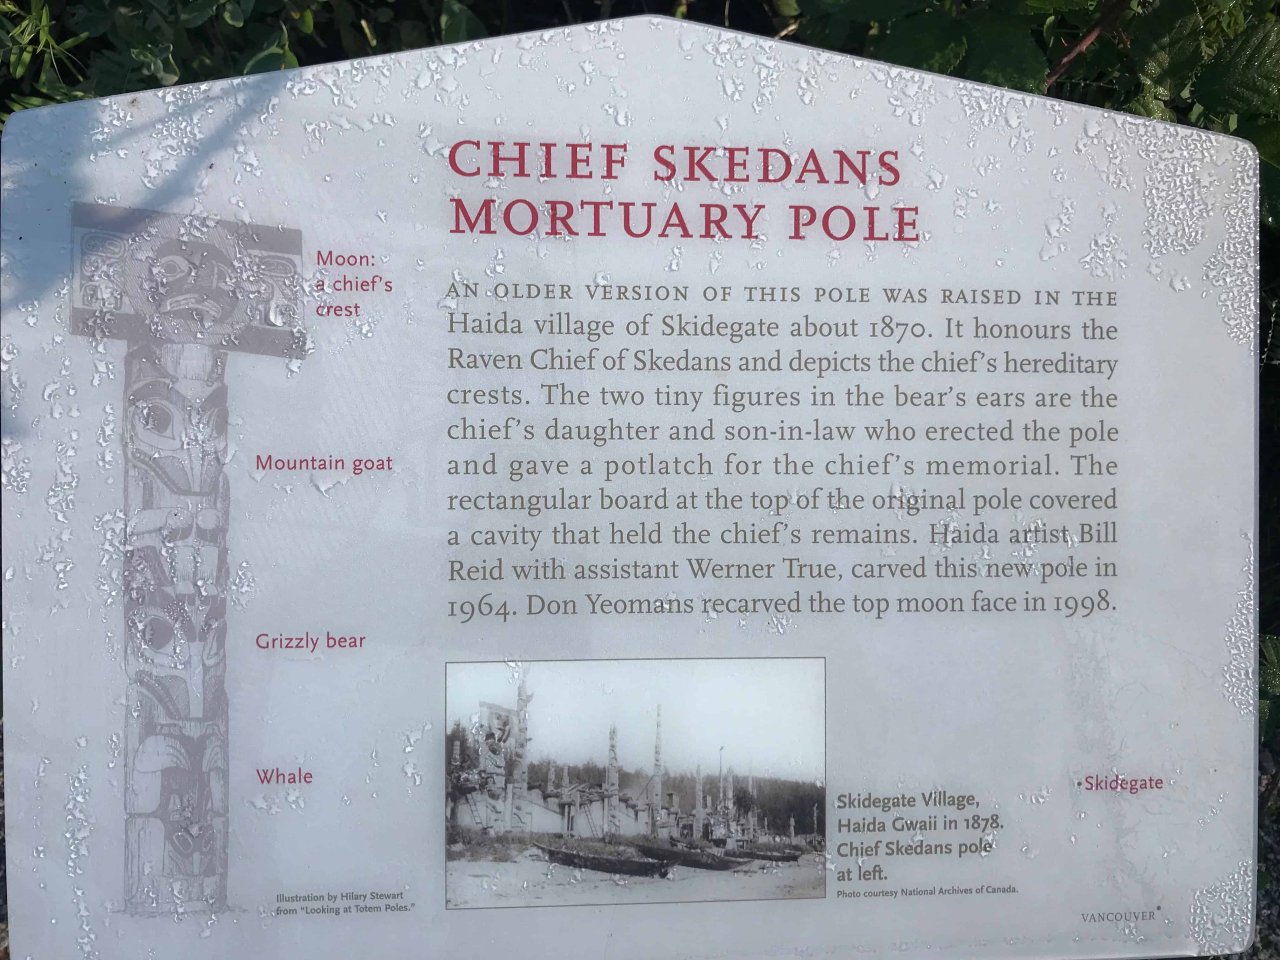 CHIEF SKEDANS
MORTUARY POLE
Moon:
a chief's
crest
Mountain goat
Grizzly bear
Whale
AN OLDER VERSION OF THIS POLE WAS RAISED IN THE
Haida village of Skidegate about 1870. It honours the
Raven Chief of Skedans and depicts the chief's hereditary
crests. The two tiny figures in the bear's ears are the
chief's daughter and son-in-law who erected the pole
and gave a potlatch for the chief's memorial. The
rectangular board at the top of the original pole covered
a cavity that held the chief's remains. Haida artist Bill
Reid with assistant Werner True, carved this new pole in
1964. Don Yeomans recarved the top moon face in 1998.
Illustration by Hilary Stewart
from "Looking at Totem Poles."
Skidegate Village,
Haida Gwaii in 1878.
Chief Skedans pole
at left.
Photo courtesy National Archives of Canada.
•Skidegate
VANCOUVER•